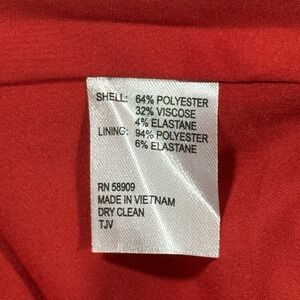 SHELL: 64% POLYESTER
32% VISCOSE
4% ELASTANE
LINING: 94% POLYESTER
6% ELASTANE
RN 58909
MADE IN VIETNAM
DRY CLEAN
TJV